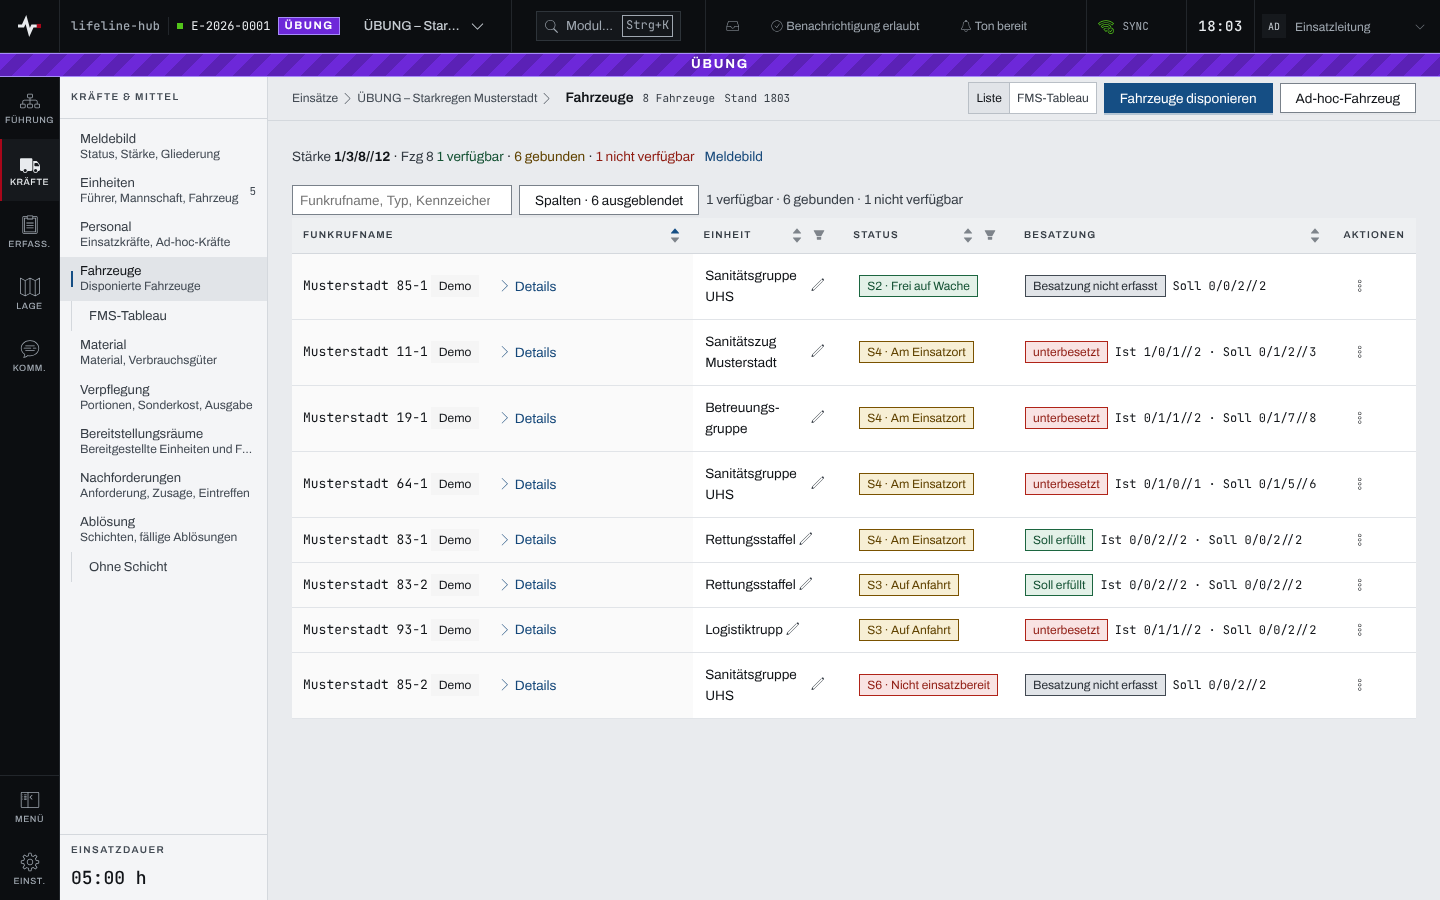 lifeline-hub E-2026-0001 ÜBUNG ÜBUNG – Star... Modul... Strg+K Benachrichtigung erlaubt Ton bereit SYNC 18:03 AD Einsatzleitung
ÜBUNG
FÜHRUNG
KRÄFTE
ERFASS.
LAGE
KOMM.
MENÜ
EINST.
KRÄFTE & MITTEL
Meldebild
Status, Stärke, Gliederung
Einheiten
Führer, Mannschaft, Fahrzeug 5
Personal
Einsatzkräfte, Ad-hoc-Kräfte
Fahrzeuge
Disponierte Fahrzeuge
FMS-Tableau
Material
Material, Verbrauchsgüter
Verpflegung
Portionen, Sonderkost, Ausgabe
Bereitstellungsräume
Bereitgestellte Einheiten und F...
Nachforderungen
Anforderung, Zusage, Eintreffen
Ablösung
Schichten, fällige Ablösungen
Ohne Schicht
EINSATZDAUER
05:00 h
Einsätze ÜBUNG – Starkregen Musterstadt Fahrzeuge 8 Fahrzeuge Stand 1803 Liste FMS-Tableau Fahrzeuge disponieren Ad-hoc-Fahrzeug
Stärke 1/3/8//12 · Fzg 8 1 verfügbar · 6 gebunden · 1 nicht verfügbar Meldebild
Funkrufname, Typ, Kennzeicher Spalten · 6 ausgeblendet 1 verfügbar · 6 gebunden · 1 nicht verfügbar
FUNKRUFNAME EINHEIT STATUS BESATZUNG AKTIONEN
Musterstadt 85-1 Demo Details Sanitätsgruppe UHS S2 · Frei auf Wache Besatzung nicht erfasst Soll 0/0/2//2
Musterstadt 11-1 Demo Details Sanitätszug Musterstadt S4 · Am Einsatzort unterbesetzt Ist 1/0/1//2 · Soll 0/1/2//3
Musterstadt 19-1 Demo Details Betreuungs- gruppe S4 · Am Einsatzort unterbesetzt Ist 0/1/1//2 · Soll 0/1/7//8
Musterstadt 64-1 Demo Details Sanitätsgruppe UHS S4 · Am Einsatzort unterbesetzt Ist 0/1/0//1 · Soll 0/1/5//6
Musterstadt 83-1 Demo Details Rettungsstaffel S4 · Am Einsatzort Soll erfüllt Ist 0/0/2//2 · Soll 0/0/2//2
Musterstadt 83-2 Demo Details Rettungsstaffel S3 · Auf Anfahrt Soll erfüllt Ist 0/0/2//2 · Soll 0/0/2//2
Musterstadt 93-1 Demo Details Logistiktrupp S3 · Auf Anfahrt unterbesetzt Ist 0/1/1//2 · Soll 0/0/2//2
Musterstadt 85-2 Demo Details Sanitätsgruppe UHS S6 · Nicht einsatzbereit Besatzung nicht erfasst Soll 0/0/2//2